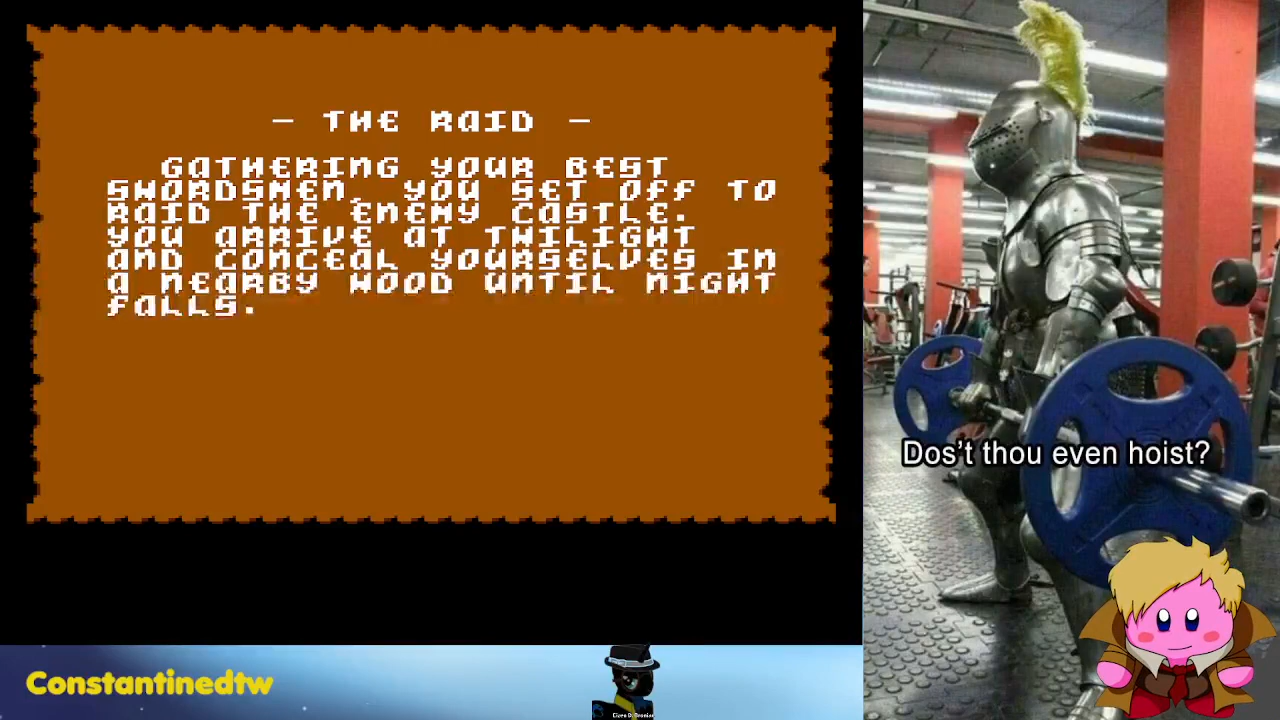 - THE RAID -
GATHERING YOUR BEST
SWORDSMEN, YOU SET OFF TO
RAID THE ENEMY CASTLE.
YOU ARRIVE AT TWILIGHT
AND CONCEAL YOURSELVES IN
A NEARBY WOOD UNTIL NIGHT
FALLS.
Dos't thou even hoist?
Constantinedtw